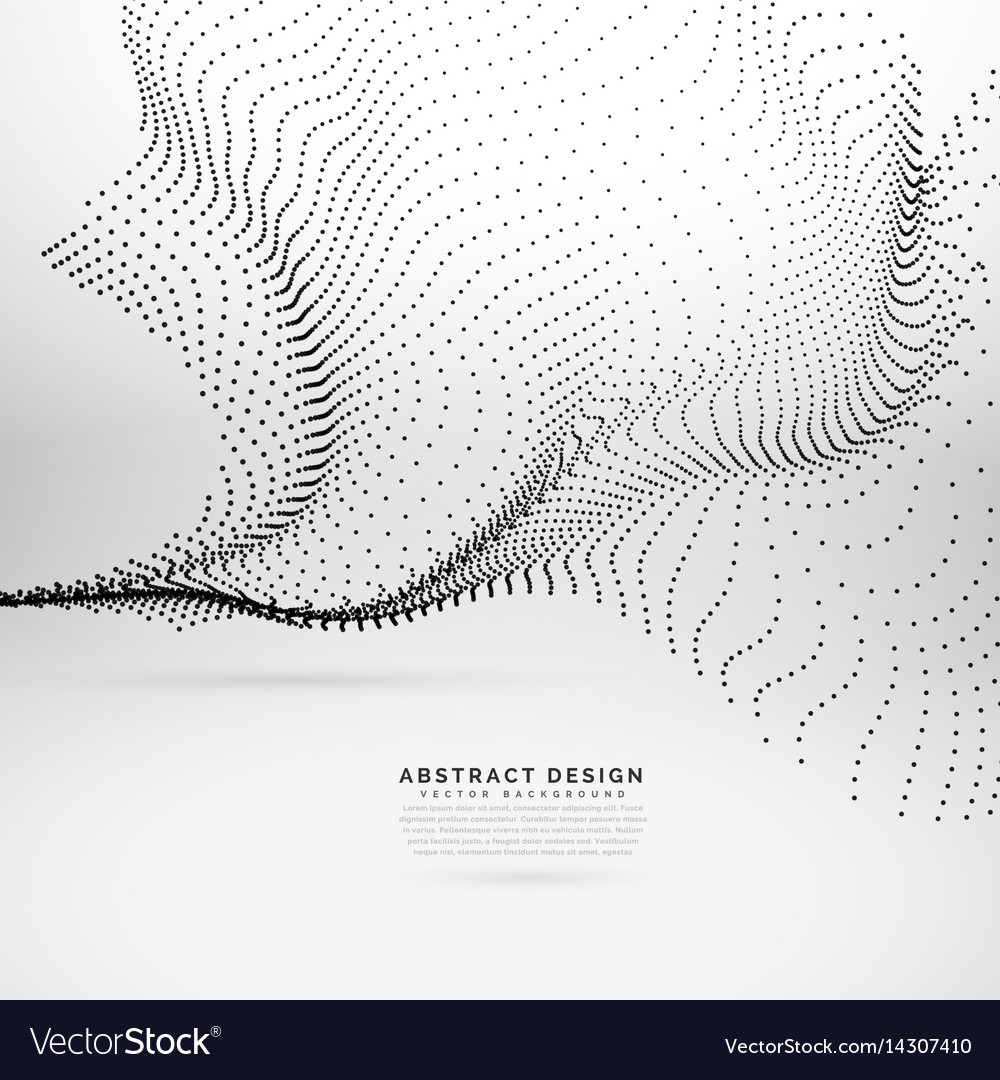 ABSTRACT DESIGN
VECTOR BACKGROUND
Lorem ipsum dolor sit amet, consectetur adipiscing elit. Fusce
dignissim pretium consectetur. Curabitur tempor posuere massa
in varius. Pellentesque viverra nibh eu vehicula mattis. Nullam
porta facilisis justo, a feugiat dolor sodales sed. Vestibulum
neque nisi, elementum tincidunt metus sit amet, egestas
VectorStock® VectorStock.com/14307410